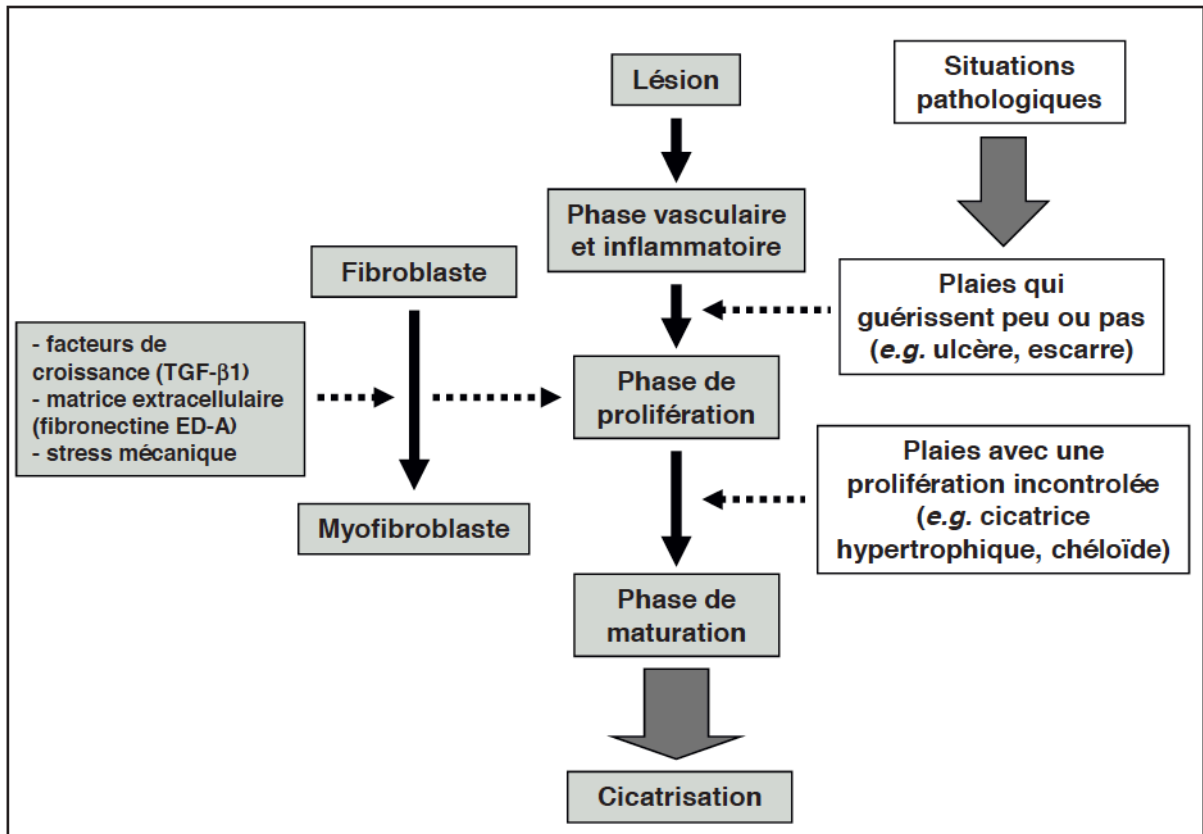 Lésion
Situations
pathologiques
Phase vasculaire
et inflammatoire
Fibroblaste
Plaies qui
guérissent peu ou pas
(e.g. ulcère, escarre)
- facteurs de
croissance (TGF-β1)
- matrice extracellulaire
(fibronectine ED-A)
- stress mécanique
Phase de
prolifération
Plaies avec une
prolifération incontrolée
(e.g. cicatrice
hypertrophique, chéloïde)
Myofibroblaste
Phase de
maturation
Cicatrisation